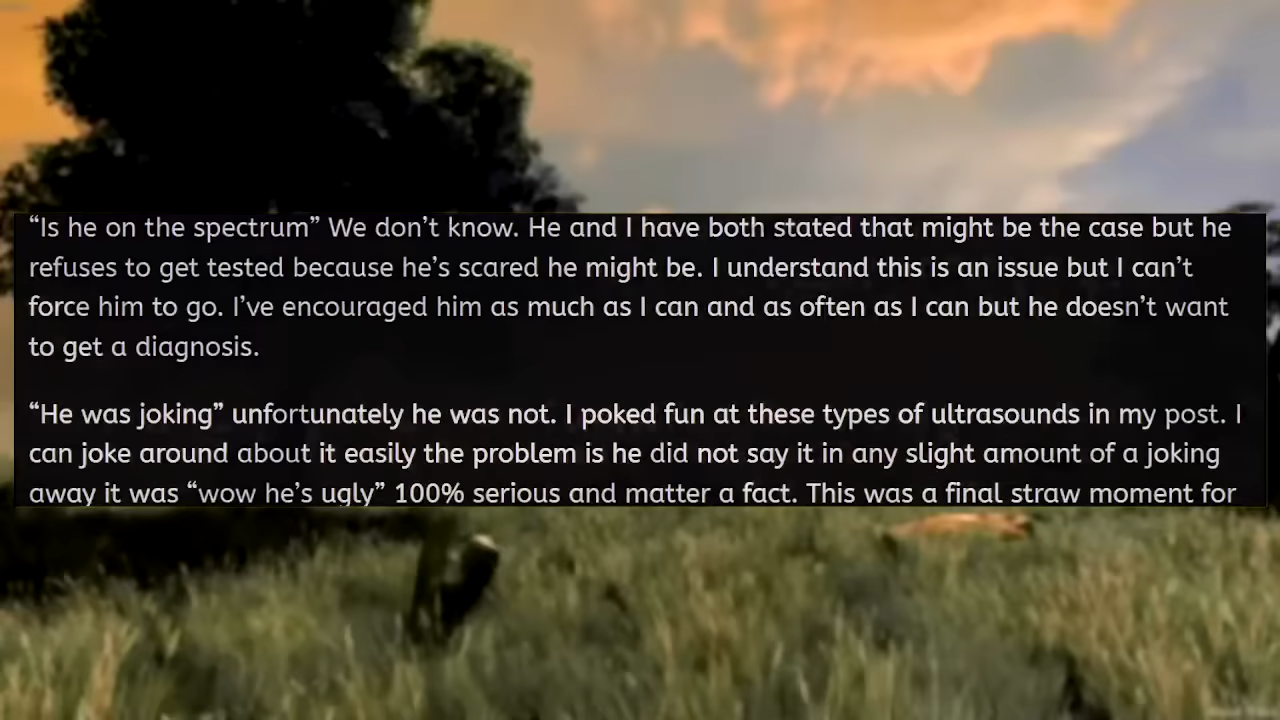 “Is he on the spectrum” We don’t know. He and I have both stated that might be the case but he
refuses to get tested because he’s scared he might be. I understand this is an issue but I can’t
force him to go. I’ve encouraged him as much as I can and as often as I can but he doesn’t want
to get a diagnosis.
“He was joking” unfortunately he was not. I poked fun at these types of ultrasounds in my post. I
can joke around about it easily the problem is he did not say it in any slight amount of a joking
away it was “wow he’s ugly” 100% serious and matter a fact. This was a final straw moment for